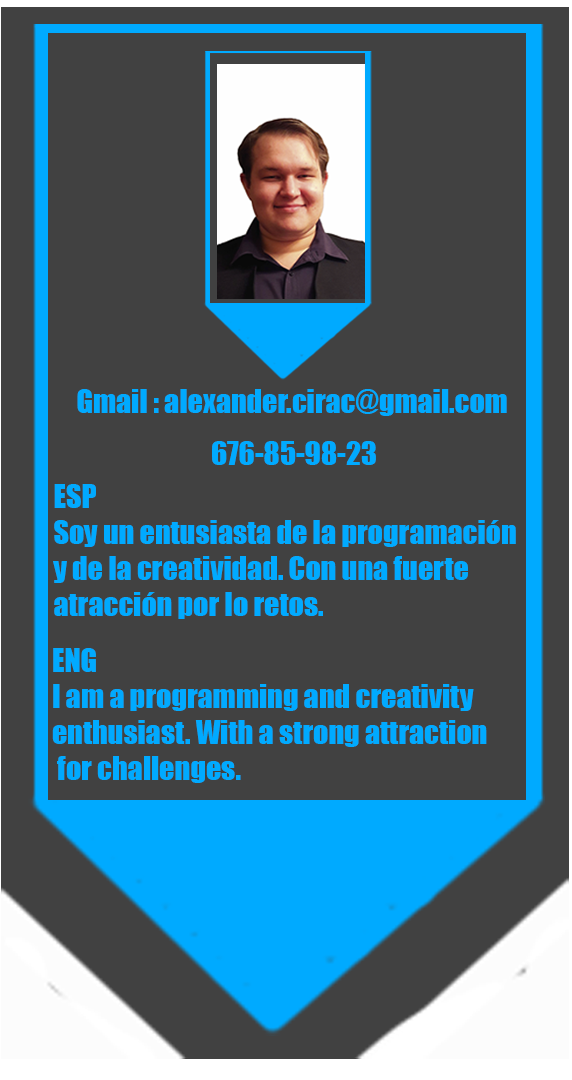 Gmail : alexander.cirac@gmail.com
676-85-98-23
ESP
Soy un entusiasta de la programación
y de la creatividad. Con una fuerte
atracción por lo retos.
ENG
I am a programming and creativity
enthusiast. With a strong attraction
for challenges.